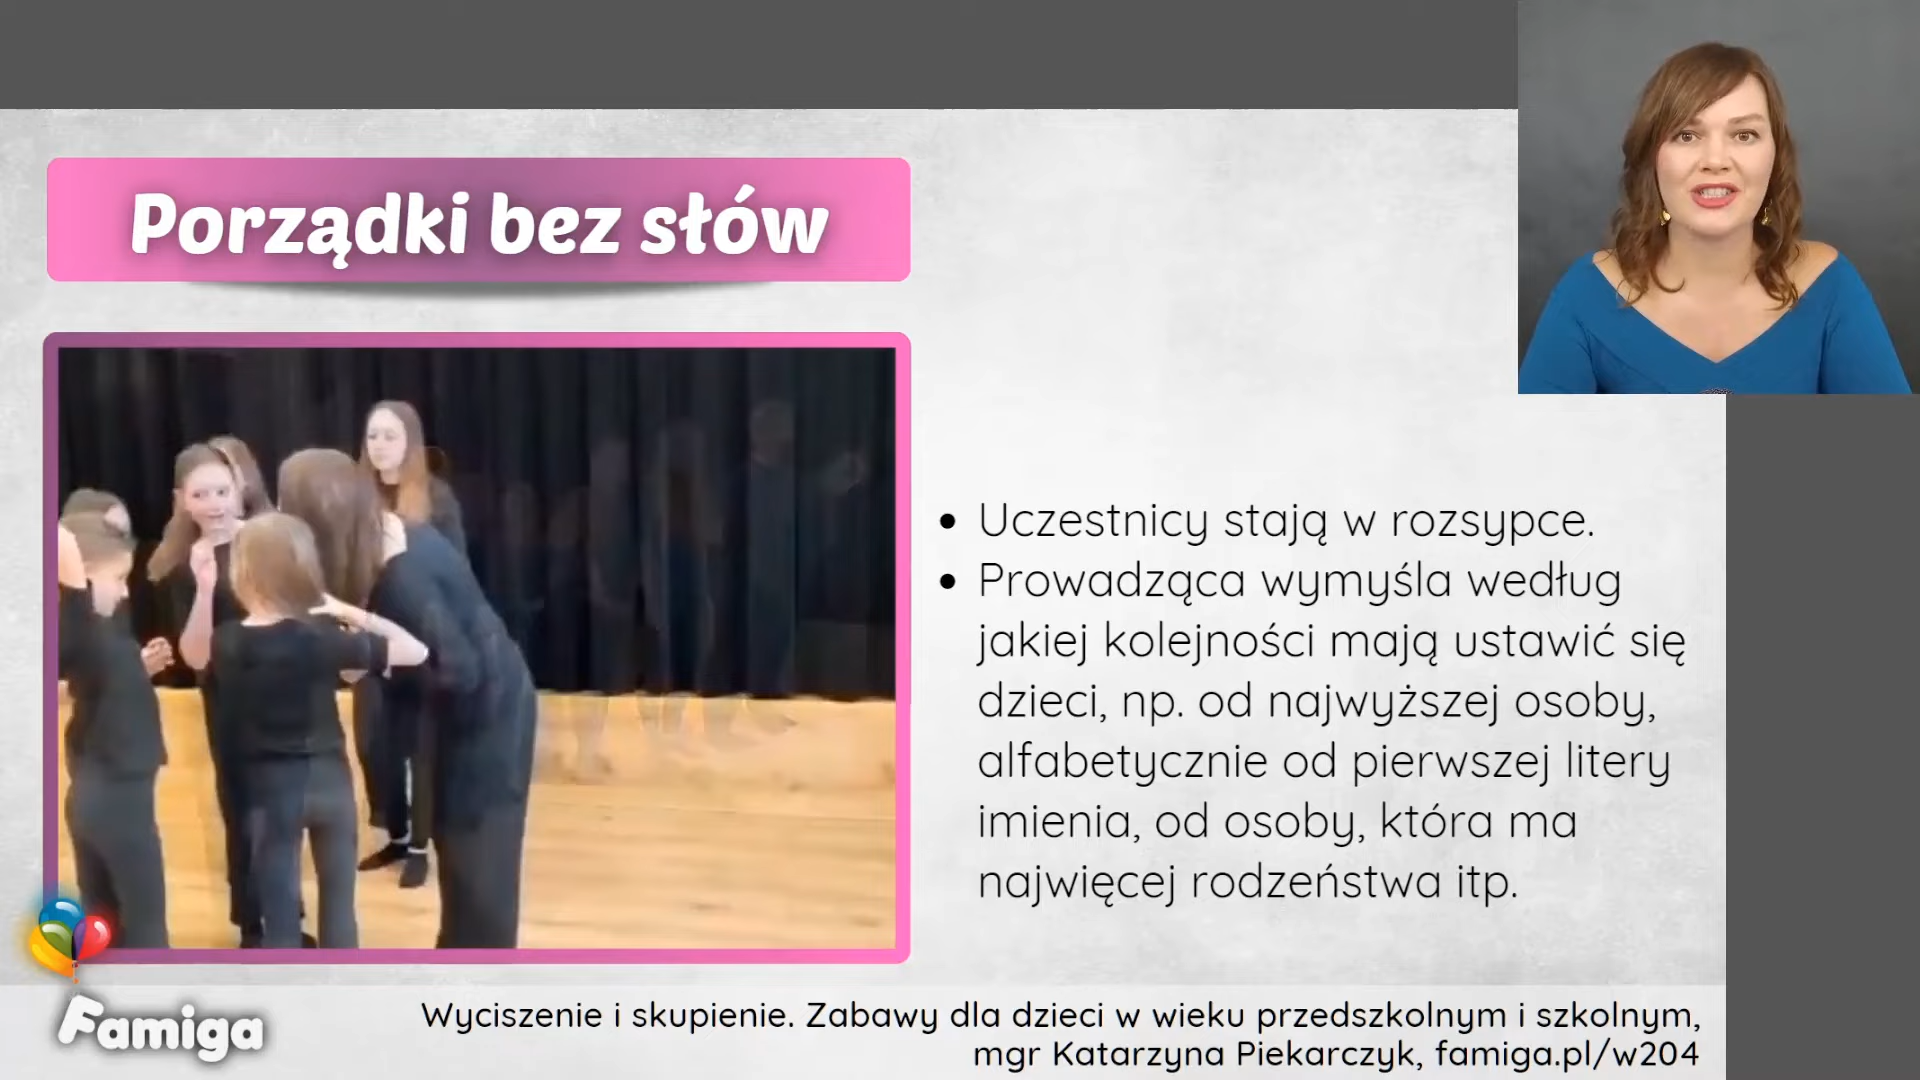 Porządki bez słów
• Uczestnicy stają w rozsypce.
• Prowadząca wymyśla według
jakiej kolejności mają ustawić się
dzieci, np. od najwyższej osoby,
alfabetycznie od pierwszej litery
imienia, od osoby, która ma
najwięcej rodzeństwa itp.
Famiga
Wyciszenie i skupienie. Zabawy dla dzieci w wieku przedszkolnym i szkolnym,
mgr Katarzyna Piekarczyk, famiga.pl/w204